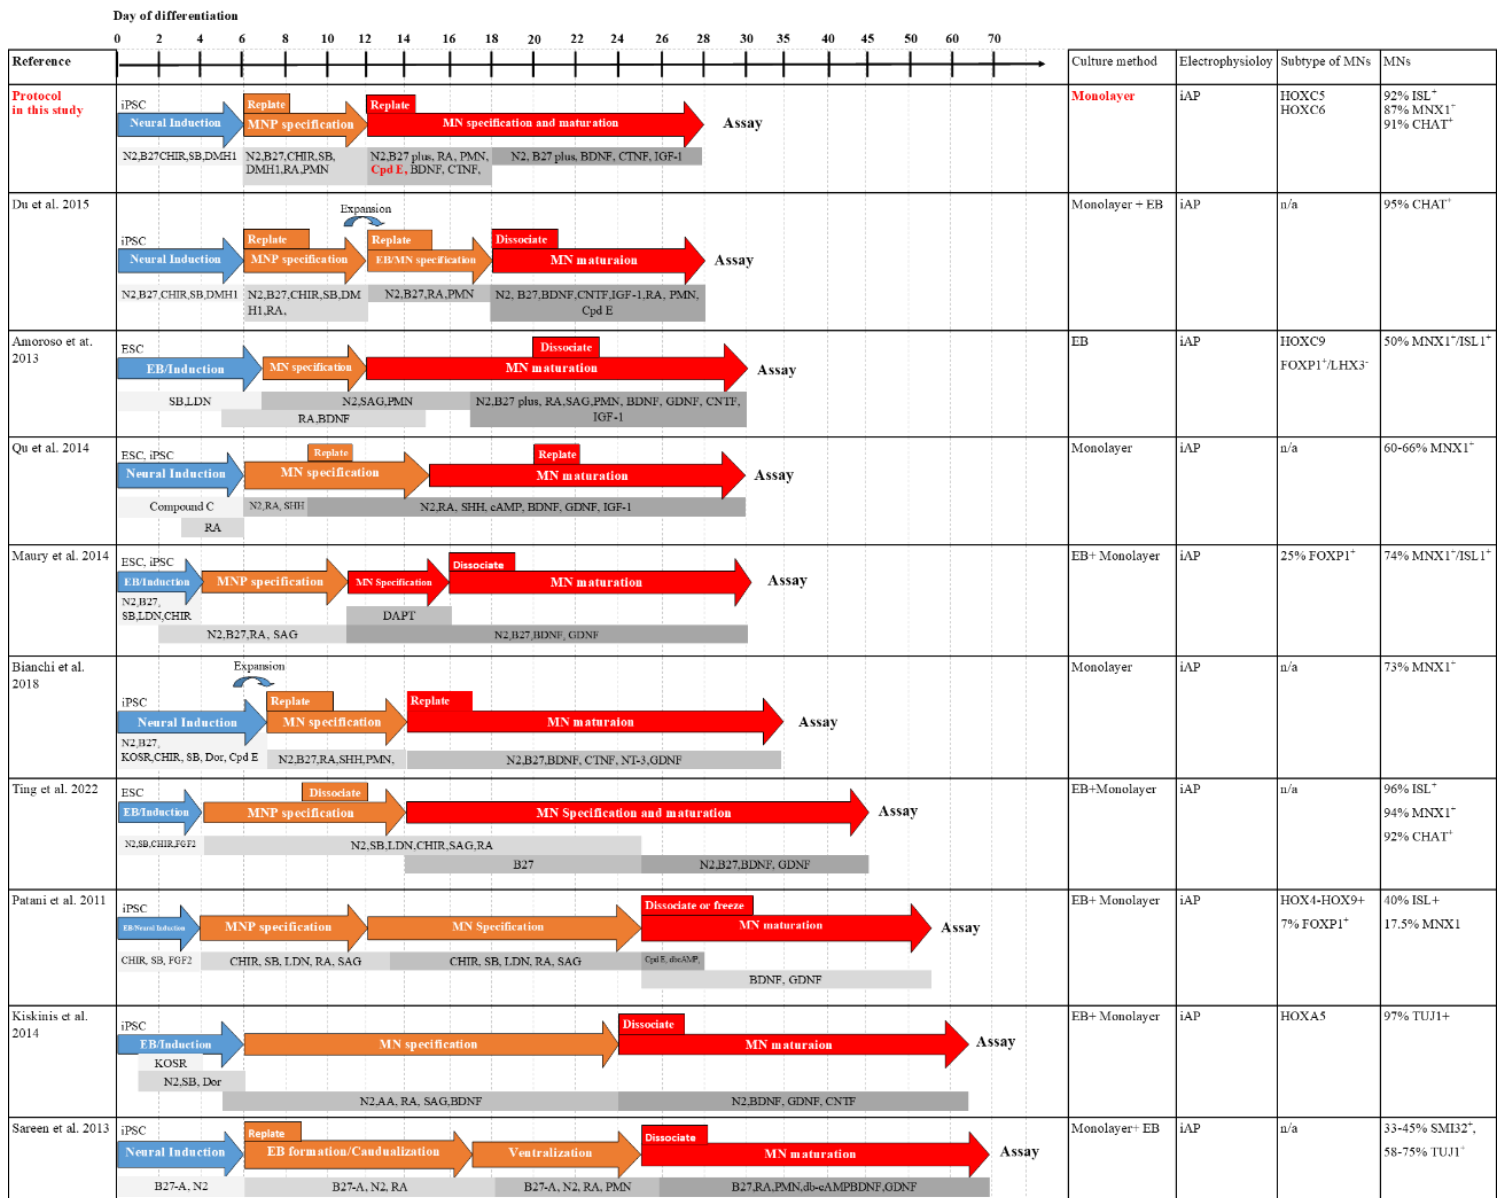 Day of differentiation
0 2 4 6 8 10 12 14 16 18 20 22 24 26 28 30 35 40 45 50 60 70
Reference Culture method Electrophysioloy Subtype of MNs MNs
Protocol
in this study
iPSC
Neural Induction
Replate
MNP specification
Replate
MN specification and maturation
Assay
N2,B27CHIR,SB,DMH1
N2,B27,CHIR,SB,
DMH1,RA,PMN
N2,B27 plus, RA, PMN,
Cpd E, BDNF, CTNF,
N2, B27 plus, BDNF, CTNF, IGF-1
Monolayer
iAP
HOXC5
HOXC6
92% ISL+
87% MNX1+
91% CHAT+
Du et al. 2015
Expansion
iPSC
Neural Induction
Replate
MNP specification
Replate
EB/MN specification
Dissociate
MN maturaion
Assay
N2,B27,CHIR,SB,DMH1
N2,B27,CHIR,SB,DM
H1,RA,
N2,B27,RA,PMN
N2, B27,BDNF,CNTF,IGF-1,RA, PMN,
Cpd E
Monolayer + EB
iAP
n/a
95% CHAT+
Amoroso et at.
2013
ESC
EB/Induction
MN specification
Dissociate
MN maturation
Assay
SB,LDN
N2,SAG,PMN
RA,BDNF
N2,B27 plus, RA,SAG,PMN, BDNF, GDNF, CNTF,
IGF-1
EB
iAP
HOXC9
FOXP1+/LHX3-
50% MNX1+/ISL1+
Qu et al. 2014
ESC, iPSC
Neural Induction
Replate
MN specification
Replate
MN maturation
Assay
Compound C
RA
N2,RA, SHH
N2,RA, SHH, cAMP, BDNF, GDNF, IGF-1
Monolayer
iAP
n/a
60-66% MNX1+
Maury et al. 2014
ESC, iPSC
EB/Induction
MNP specification
MN Specification
Dissociate
MN maturation
Assay
N2,B27,
SB,LDN,CHIR
N2,B27,RA, SAG
DAPT
N2,B27,BDNF, GDNF
EB+ Monolayer
iAP
25% FOXP1+
74% MNX1+/ISL1+
Bianchi et al.
2018
Expansion
iPSC
Neural Induction
Replate
MN specification
Replate
MN maturaion
Assay
N2,B27,
KOSR,CHIR, SB, Dor, Cpd E
N2,B27,RA,SHH,PMN,
N2,B27,BDNF, CTNF, NT-3,GDNF
Monolayer
iAP
n/a
73% MNX1+
Ting et al. 2022
ESC
EB/Induction
Dissociate
MNP specification
MN Specification and maturation
Assay
N2,SB,CHIR,FGF2
N2,SB,LDN,CHIR,SAG,RA
B27
N2,B27,BDNF, GDNF
EB+Monolayer
iAP
n/a
96% ISL+
94% MNX1+
92% CHAT+
Patani et al. 2011
iPSC
EB/Neural Induction
MNP specification
MN Specification
Dissociate or freeze
MN maturation
Assay
CHIR, SB, FGF2
CHIR, SB, LDN, RA, SAG
CHIR, SB, LDN, RA, SAG
Cpd E, dbcAMP,
BDNF, GDNF
EB+ Monolayer
iAP
HOX4-HOX9+
7% FOXP1+
40% ISL+
17.5% MNX1
Kiskinis et al.
2014
iPSC
EB/Induction
MN specification
Dissociate
MN maturaion
Assay
KOSR
N2,SB, Dor
N2,AA, RA, SAG,BDNF
N2,BDNF, GDNF, CNTF
EB+ Monolayer
iAP
HOXA5
97% TUJ1+
Sareen et al. 2013
iPSC
Neural Induction
Replate
EB formation/Caudualization
Ventralization
Dissociate
MN maturation
Assay
B27-A, N2
B27-A, N2, RA
B27-A, N2, RA, PMN
B27,RA,PMN,db-cAMPBDNF,GDNF
Monolayer+ EB
iAP
n/a
33-45% SMI32+,
58-75% TUJ1+